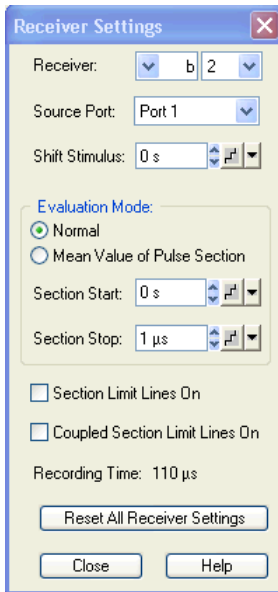 Receiver Settings
Receiver: b 2
Source Port: Port 1
Shift Stimulus: 0 s
Evaluation Mode:
Normal
Mean Value of Pulse Section
Section Start: 0 s
Section Stop: 1 µs
Section Limit Lines On
Coupled Section Limit Lines On
Recording Time: 110 µs
Reset All Receiver Settings
Close Help